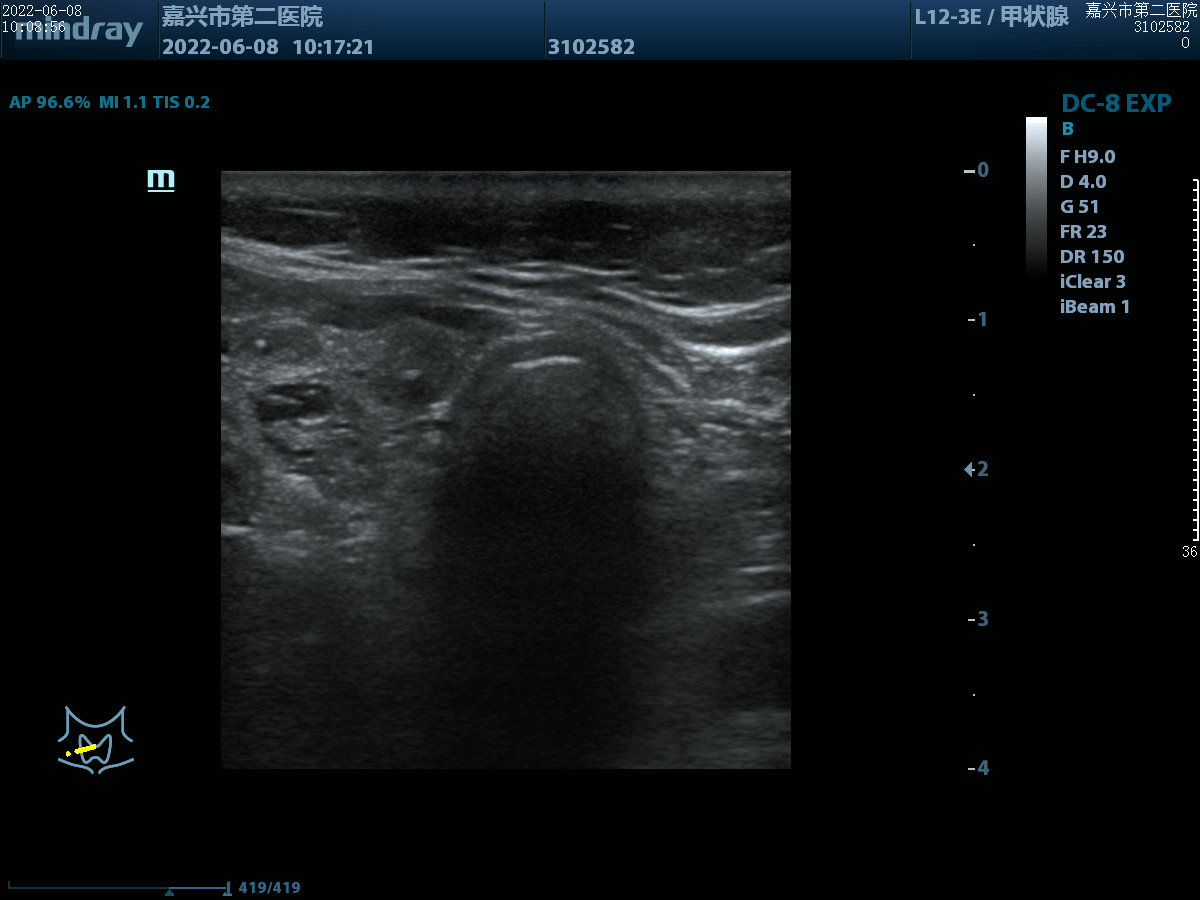 2022-06-08
10:08:56
mindray
嘉兴市第二医院
2022-06-08 10:17:21
3102582
L12-3E / 甲状腺
嘉兴市第二医院
3102582
0
AP 96.6% MI 1.1 TIS 0.2
DC-8 EXP
B
F H9.0
D 4.0
G 51
FR 23
DR 150
iClear 3
iBeam 1
m
0
1
2
3
4
36
419/419